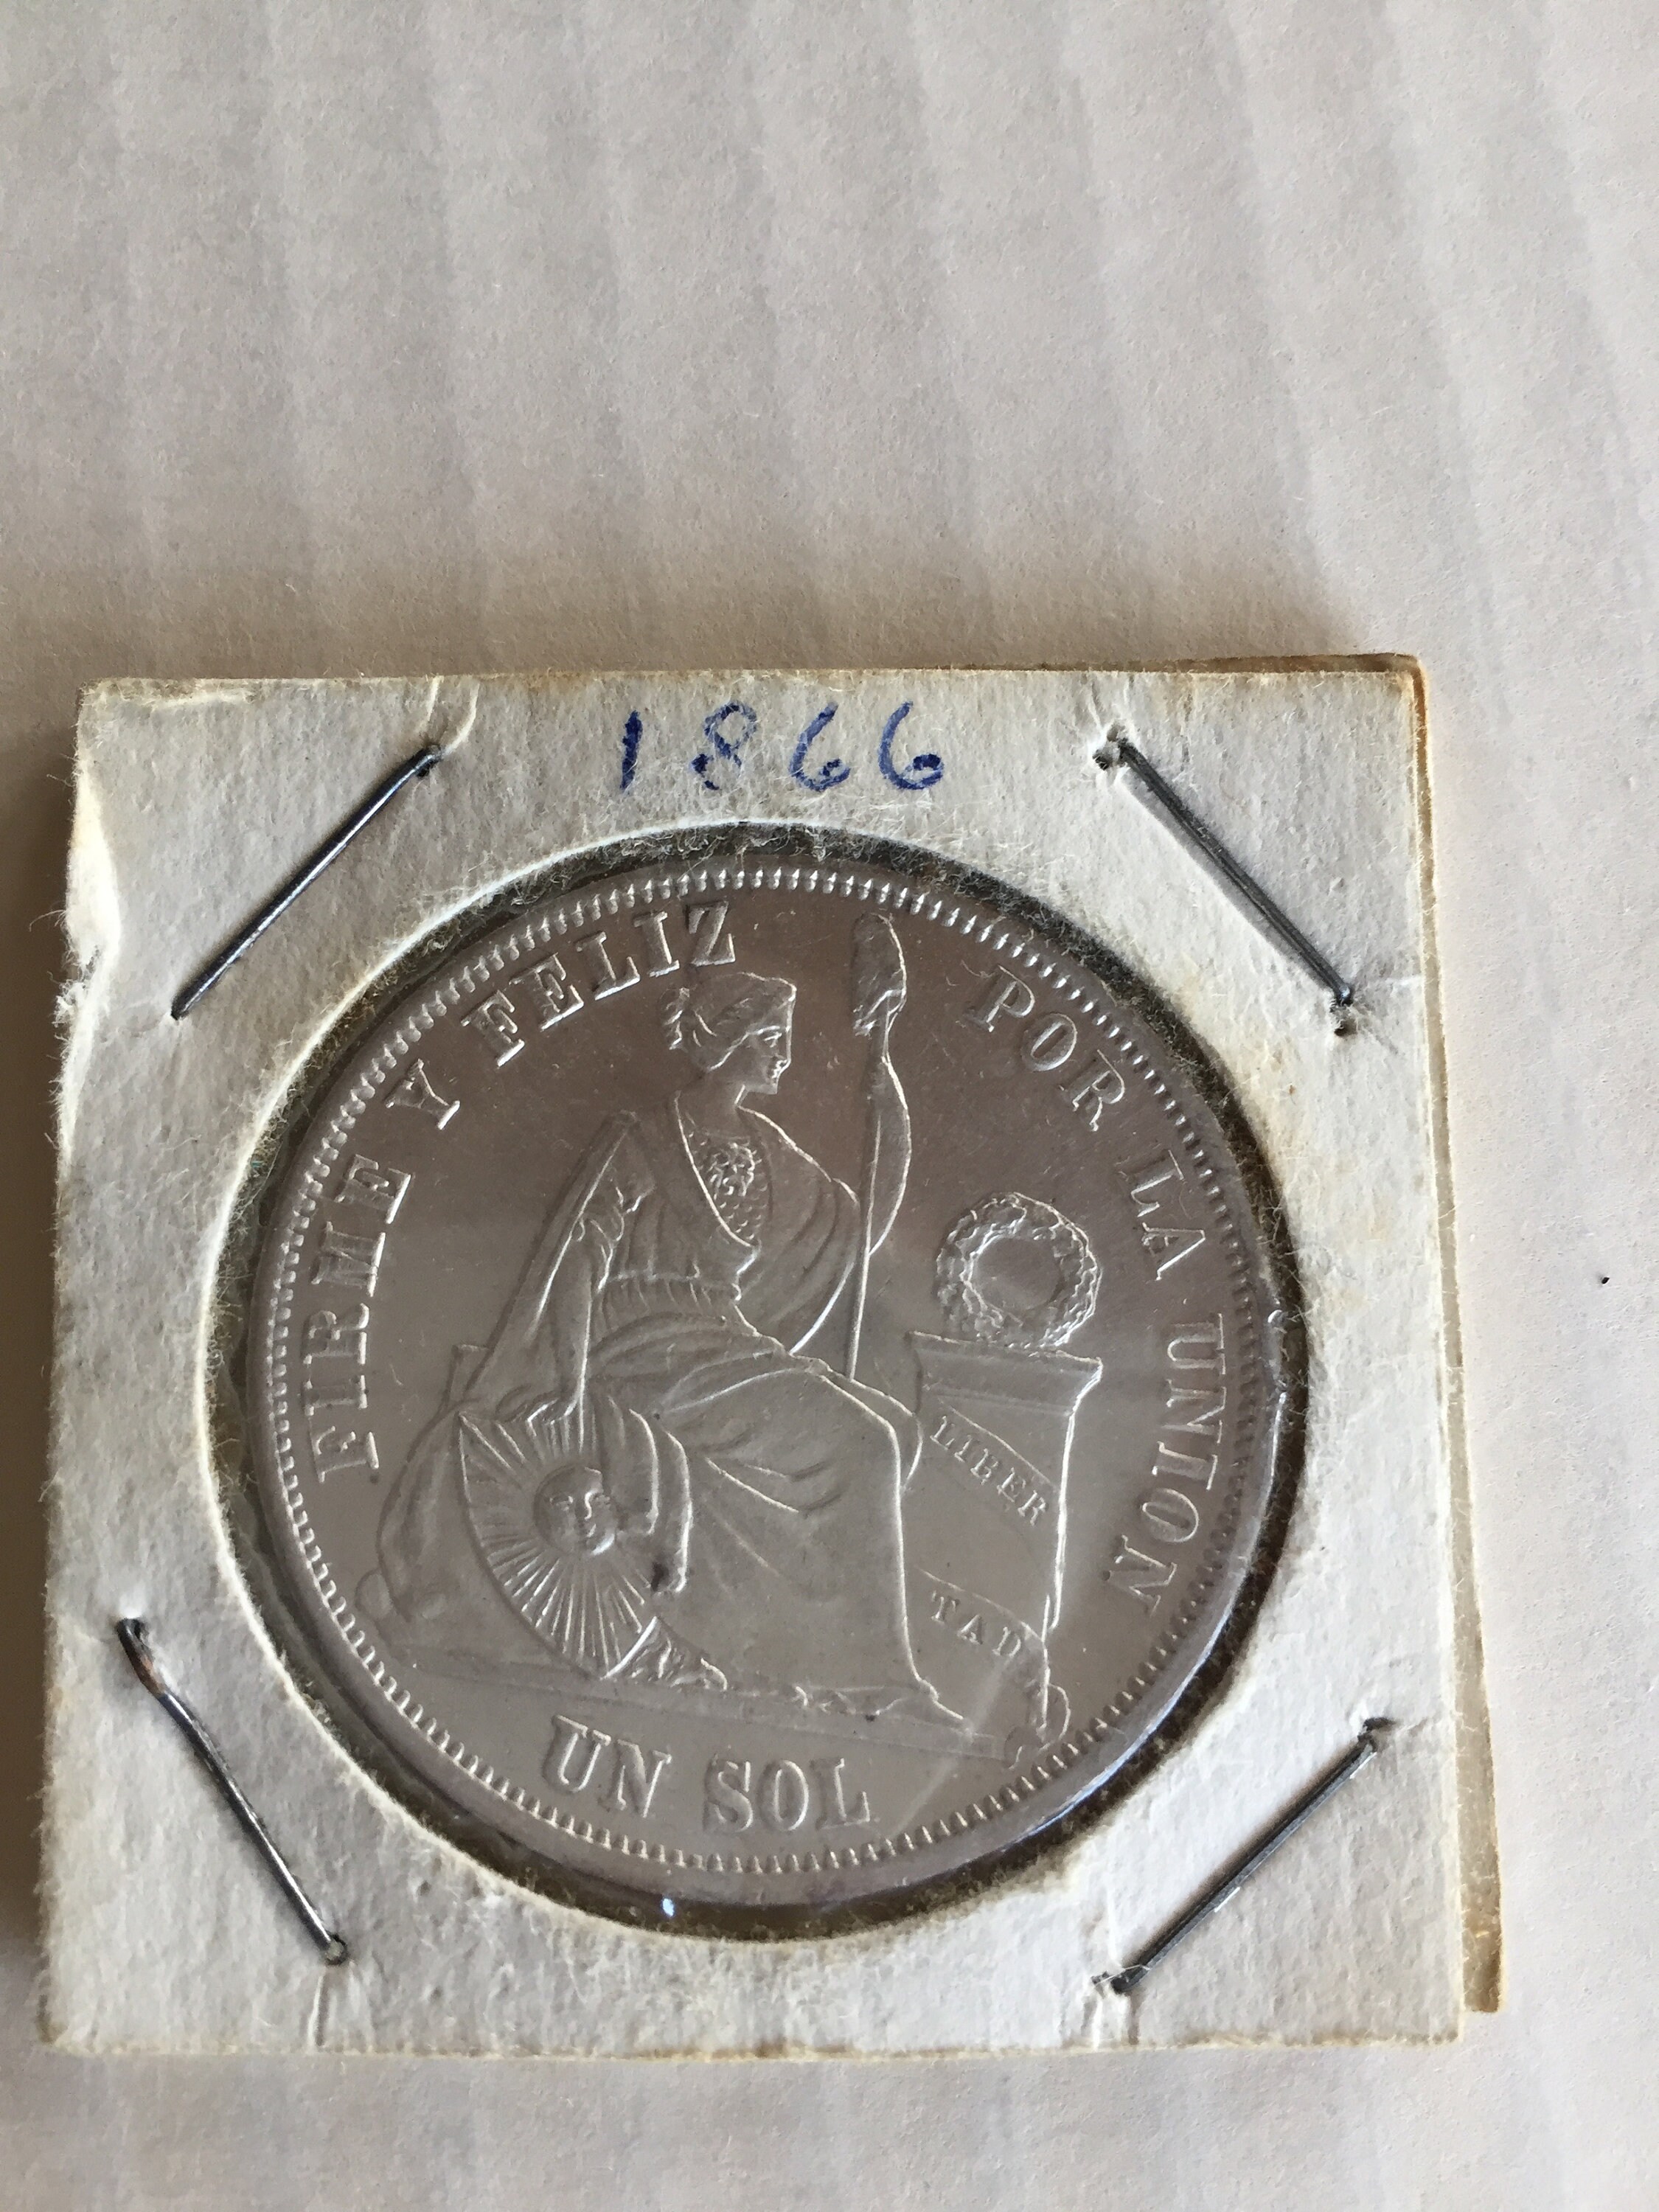 1866
FIRME Y FELIZ POR LA UNION
LIBER
TAD
UN SOL